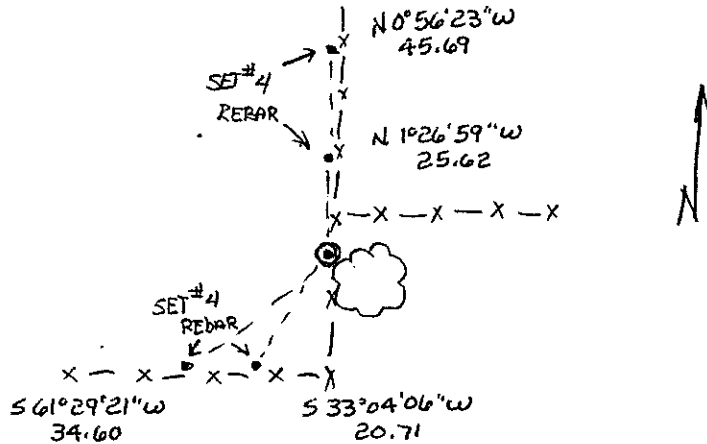 N 0°56'23"W
45.69
SET #4
REBAR
N 1°26'59"W
25.62
N
SET #4
REBAR
S 61°29'21"W
34.60
S 33°04'06"W
20.71